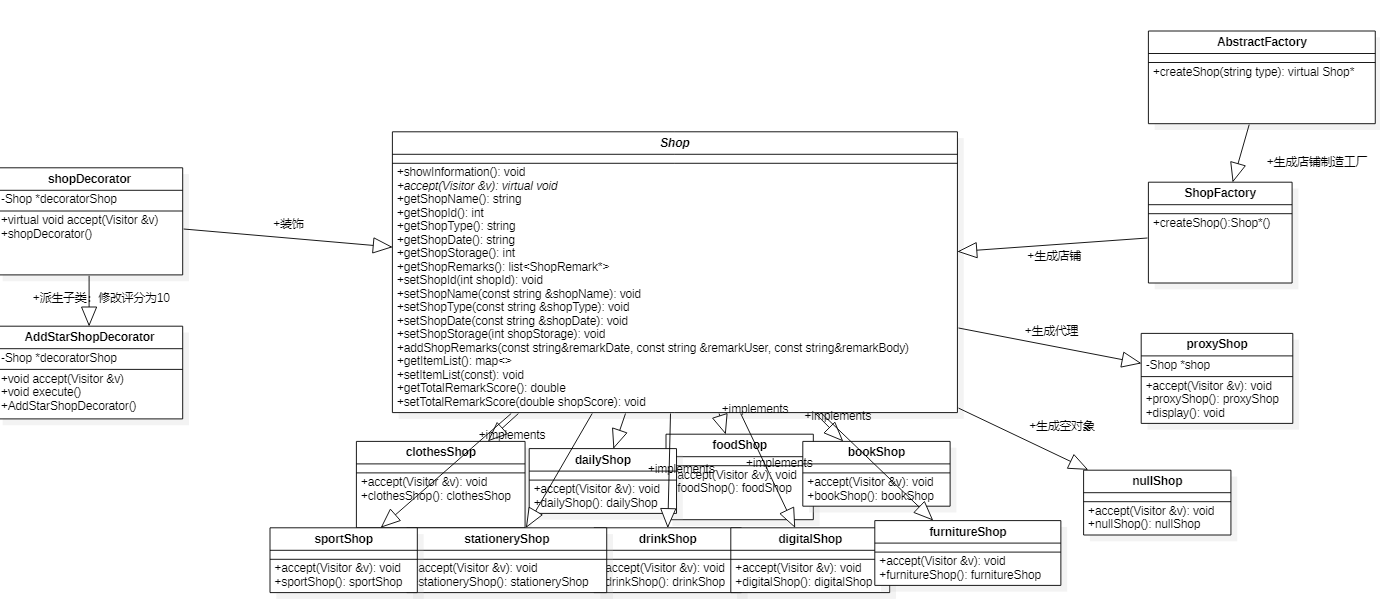 AbstractFactory
+createShop(string type): virtual Shop*
+生成店铺制造工厂
ShopFactory
+createShop():Shop*()
+生成店铺
Shop
+showInformation(): void
+accept(Visitor &v): virtual void
+getShopName(): string
+getShopId(): int
+getShopType(): string
+getShopDate(): string
+getShopStorage(): int
+getShopRemarks(): list<ShopRemark*>
+setShopId(int shopId): void
+setShopName(const string &shopName): void
+setShopType(const string &shopType): void
+setShopDate(const string &shopDate): void
+setShopStorage(int shopStorage): void
+addShopRemarks(const string&remarkDate, const string &remarkUser, const string&remarkBody)
+getItemList(): map<>
+setItemList(const): void
+getTotalRemarkScore(): double
+setTotalRemarkScore(double shopScore): void
shopDecorator
-Shop *decoratorShop
+virtual void accept(Visitor &v)
+shopDecorator()
+装饰
+派生子类：修改评分为10
AddStarShopDecorator
-Shop *decoratorShop
+void accept(Visitor &v)
+void execute()
+AddStarShopDecorator()
+生成代理
proxyShop
-Shop *shop
+accept(Visitor &v): void
+proxyShop(): proxyShop
+display(): void
+生成空对象
nullShop
+accept(Visitor &v): void
+nullShop(): nullShop
+implements
+implements
+implements
+implements
+implements
clothesShop
+accept(Visitor &v): void
+clothesShop(): clothesShop
dailyShop
+accept(Visitor &v): void
+dailyShop(): dailyShop
foodShop
accept(Visitor &v): void
foodShop(): foodShop
bookShop
+accept(Visitor &v): void
+bookShop(): bookShop
sportShop
+accept(Visitor &v): void
+sportShop(): sportShop
stationeryShop
accept(Visitor &v): void
stationeryShop(): stationeryShop
drinkShop
accept(Visitor &v): void
drinkShop(): drinkShop
digitalShop
+accept(Visitor &v): void
+digitalShop(): digitalShop
furnitureShop
+accept(Visitor &v): void
+furnitureShop(): furnitureShop